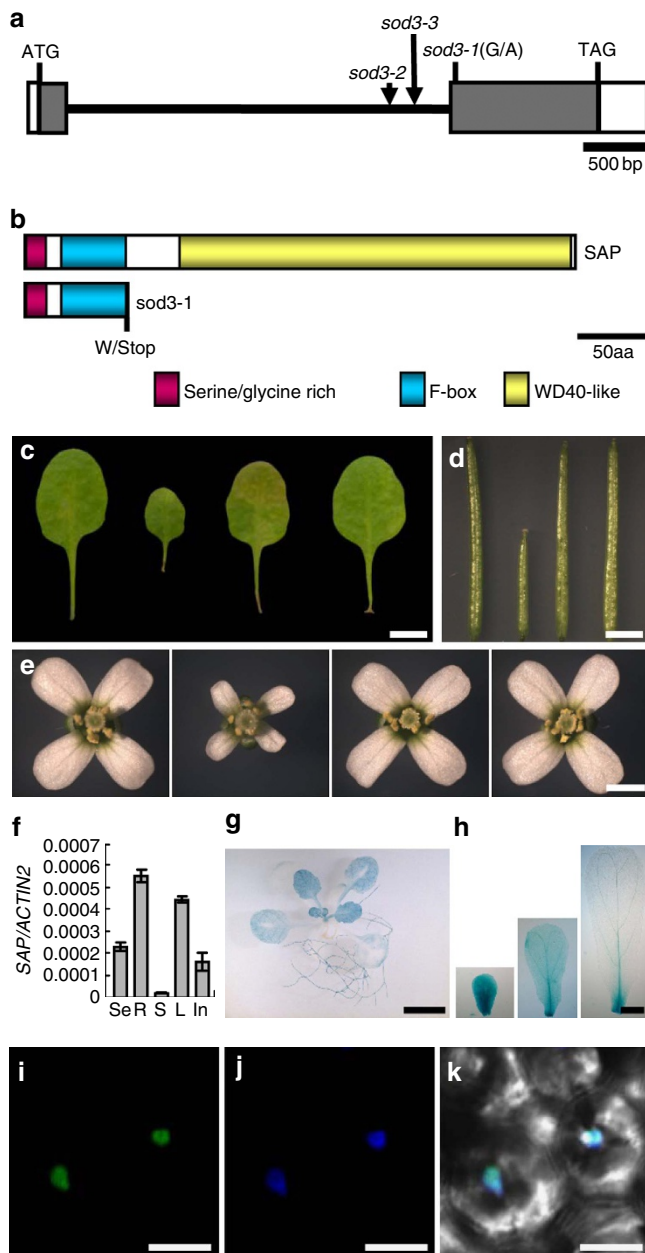 a
ATG
sod3-2
sod3-3
sod3-1(G/A)
TAG
500 bp
b
SAP
sod3-1
W/Stop
50aa
Serine/glycine rich
F-box
WD40-like
c
d
e
f
SAP/ACTIN2
0.0007
0.0006
0.0005
0.0004
0.0003
0.0002
0.0001
0
Se R S L In
g
h
i
j
k